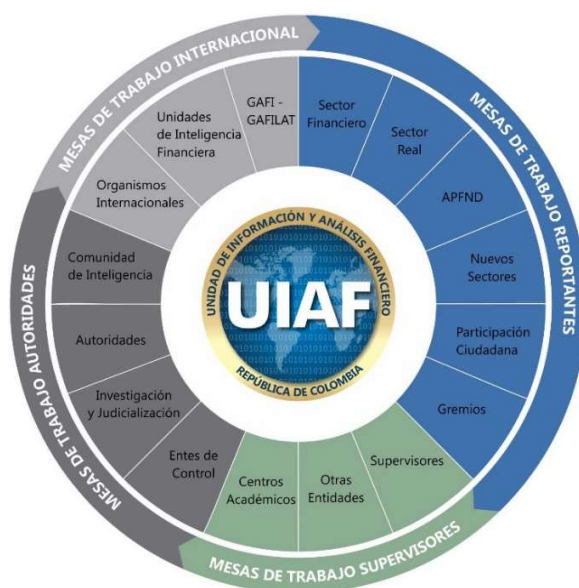 MESAS DE TRABAJO INTERNACIONAL
MESAS DE TRABAJO REPORTANTES
MESAS DE TRABAJO SUPERVISORES
MESAS DE TRABAJO AUTORIDADES
GAFI -
GAFILAT
Sector
Financiero
Sector
Real
APFND
Nuevos
Sectores
Participación
Ciudadana
Gremios
Supervisores
Otras
Entidades
Centros
Académicos
Entes de
Control
Investigación
y Judicialización
Autoridades
Comunidad
de Inteligencia
Organismos
Internacionales
Unidades
de Inteligencia
Financiera
UNIDAD DE INFORMACIÓN Y ANÁLISIS FINANCIERO
UIAF
REPÚBLICA DE COLOMBIA